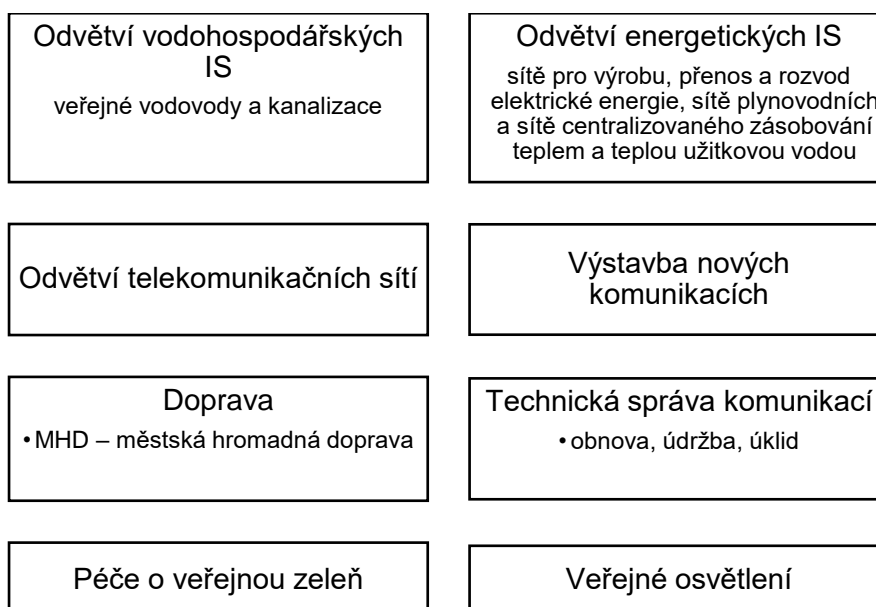 Odvětví vodohospodářských
IS
veřejné vodovody a kanalizace
Odvětví energetických IS
sítě pro výrobu, přenos a rozvod
elektrické energie, sítě plynovodních
a sítě centralizovaného zásobování
teplem a teplou užitkovou vodou
Odvětví telekomunikačních sítí
Výstavba nových
komunikacích
Doprava
• MHD – městská hromadná doprava
Technická správa komunikací
• obnova, údržba, úklid
Péče o veřejnou zeleň
Veřejné osvětlení